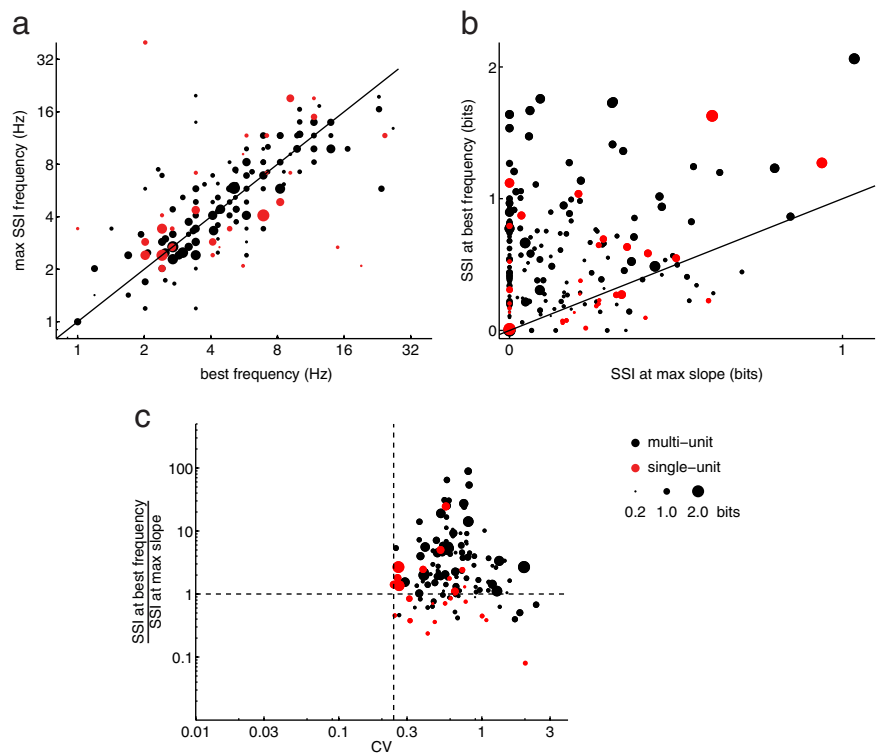 a
max SSI frequency (Hz)
32
16
8
4
2
1
1 2 4 8 16 32
best frequency (Hz)
b
SSI at best frequency (bits)
2
1
0
0 1
SSI at max slope (bits)
c
SSI at best frequency
SSI at max slope
100
10
1
0.1
0.01 0.03 0.1 0.3 1 3
CV
multi−unit
single−unit
0.2 1.0 2.0 bits